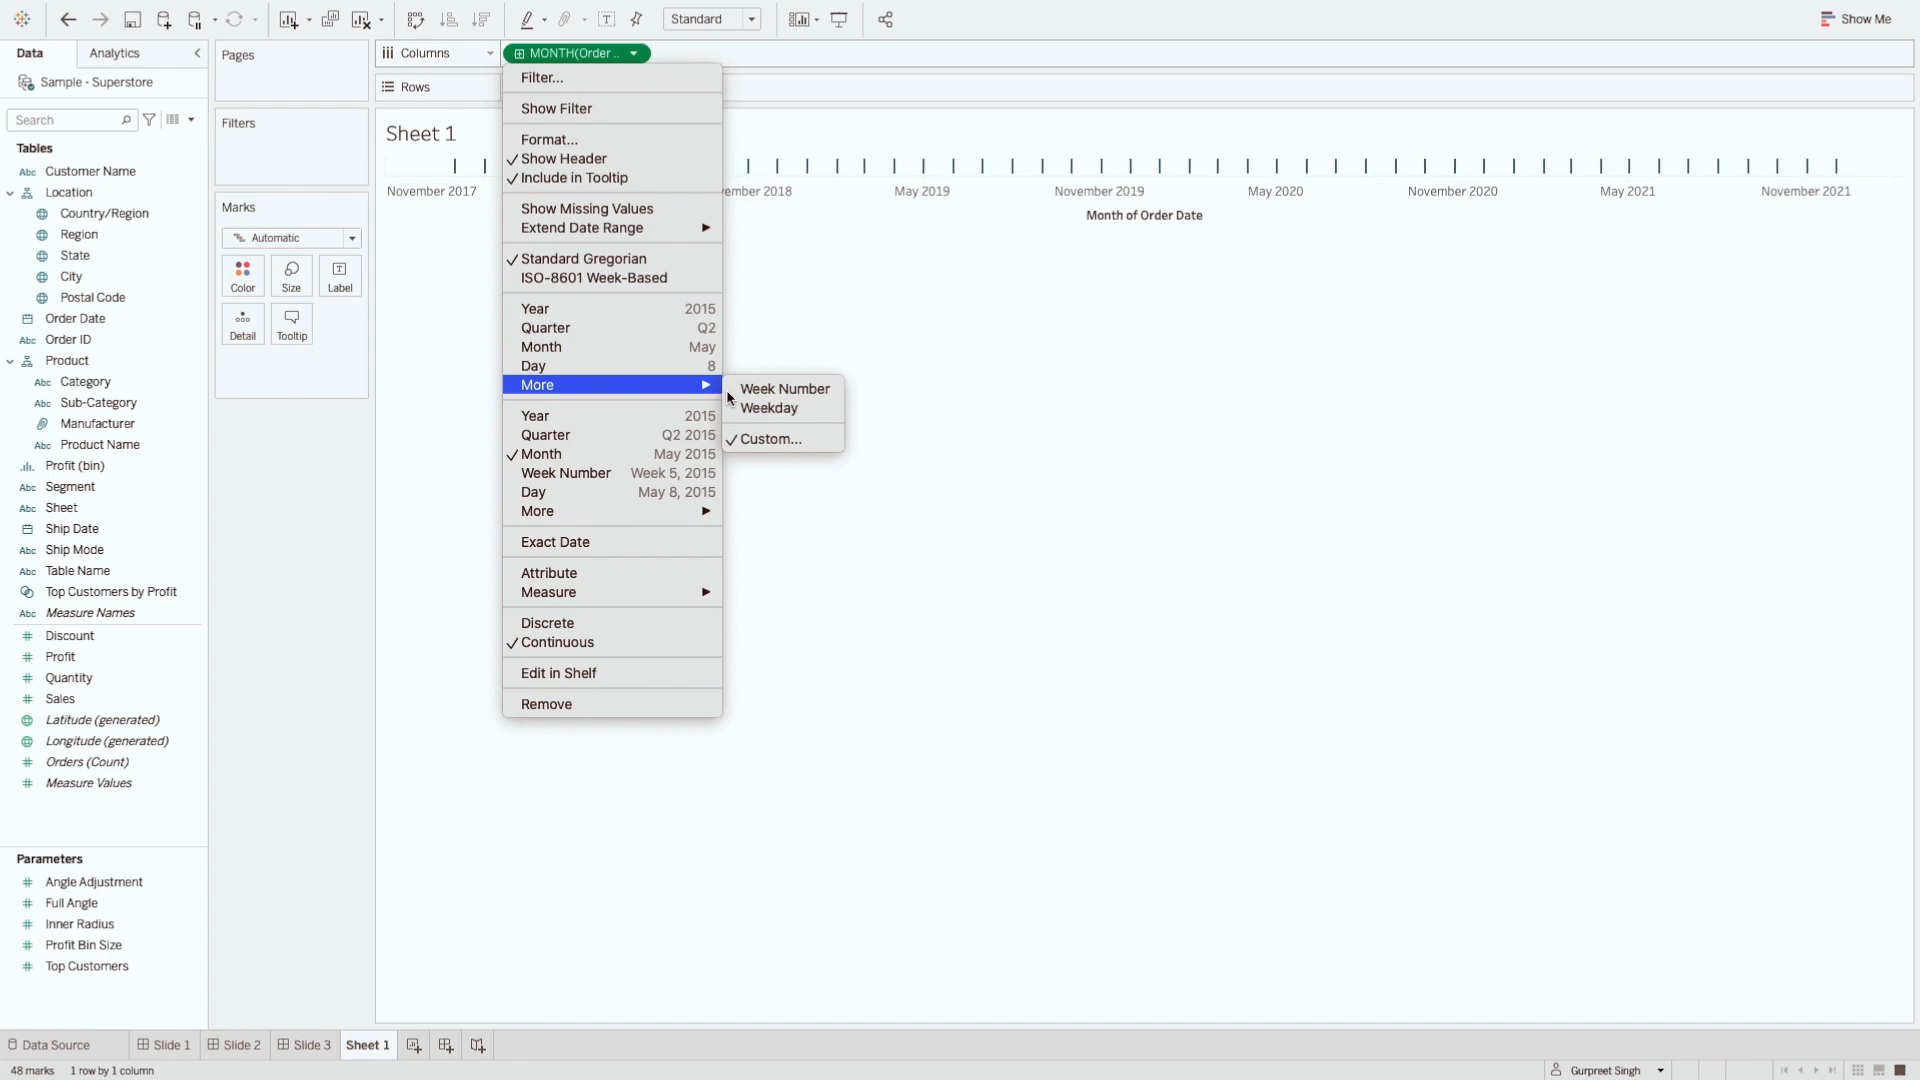 Standard
Show Me
Data
Analytics
Pages
Columns
MONTH(Order ..
Sample - Superstore
Rows
Search
Filters
Tables
Abc Customer Name
Location
Country/Region
Region
State
City
Postal Code
Order Date
Abc Order ID
Product
Abc Category
Abc Sub-Category
Manufacturer
Abc Product Name
Profit (bin)
Abc Segment
Abc Sheet
Ship Date
Abc Ship Mode
Abc Table Name
Top Customers by Profit
Abc Measure Names
# Discount
# Profit
# Quantity
# Sales
Latitude (generated)
Longitude (generated)
# Orders (Count)
# Measure Values
Parameters
# Angle Adjustment
# Full Angle
# Inner Radius
# Profit Bin Size
# Top Customers
Marks
Automatic
Color
Size
Label
Detail
Tooltip
Sheet 1
November 2017
vember 2018
May 2019
November 2019
May 2020
November 2020
May 2021
November 2021
Month of Order Date
Filter...
Show Filter
Format...
Show Header
Include in Tooltip
Show Missing Values
Extend Date Range
Standard Gregorian
ISO-8601 Week-Based
Year 2015
Quarter Q2
Month May
Day 8
More
Week Number
Weekday
Custom...
Year 2015
Quarter Q2 2015
Month May 2015
Week Number Week 5, 2015
Day May 8, 2015
More
Exact Date
Attribute
Measure
Discrete
Continuous
Edit in Shelf
Remove
Data Source
Slide 1
Slide 2
Slide 3
Sheet 1
48 marks 1 row by 1 column
Gurpreet Singh